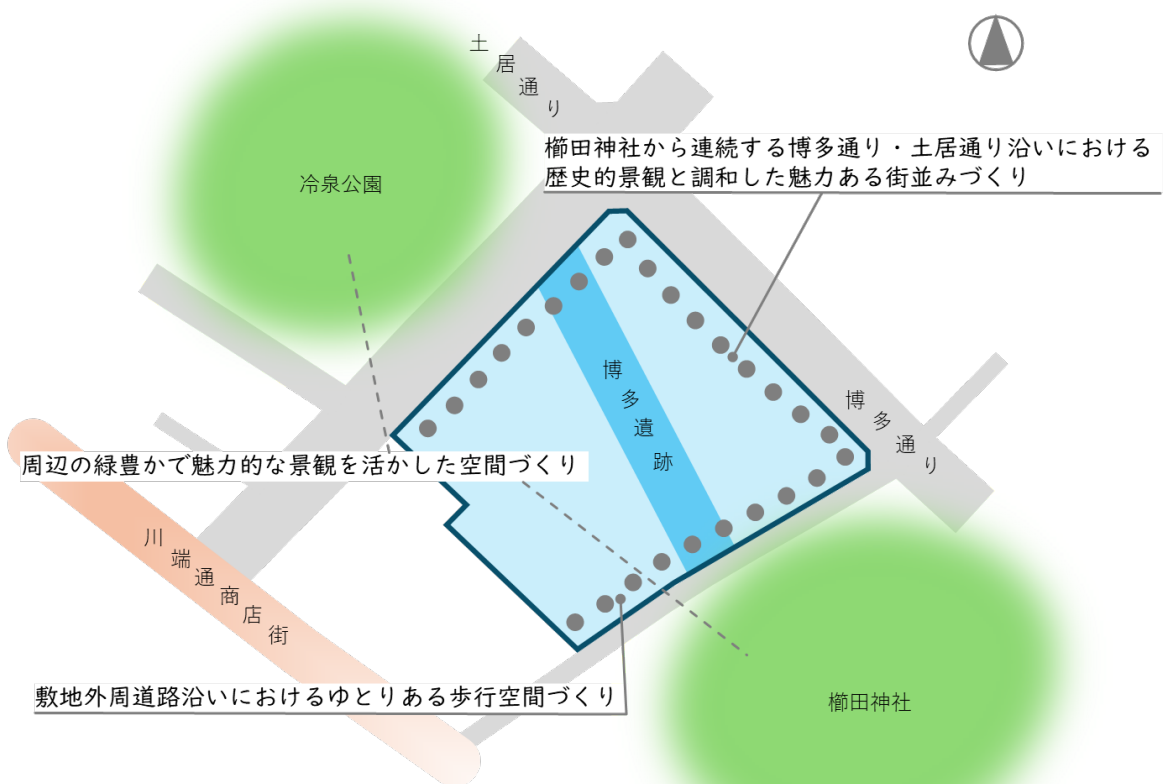 土居通り
櫛田神社から連続する博多通り・土居通り沿いにおける
歴史的景観と調和した魅力ある街並みづくり
冷泉公園
博多遺跡
博多通り
周辺の緑豊かで魅力的な景観を活かした空間づくり
川端通商店街
敷地外周道路沿いにおけるゆとりある歩行空間づくり
櫛田神社